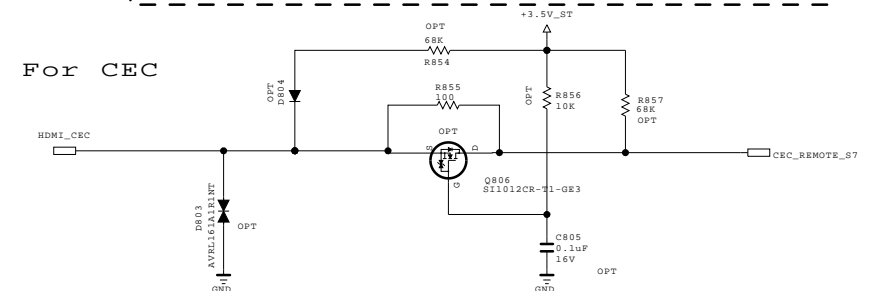 +3.5V_ST
OPT
68K
R854
For CEC
OPT
D804
R855
100
OPT
R856
10K
R857
68K
OPT
HDMI_CEC
OPT
S
D
G
CEC_REMOTE_S7
Q806
SI1012CR-T1-GE3
D803
AVRL161A1R1NT
OPT
C805
0.1uF
16V
OPT
GND
GND